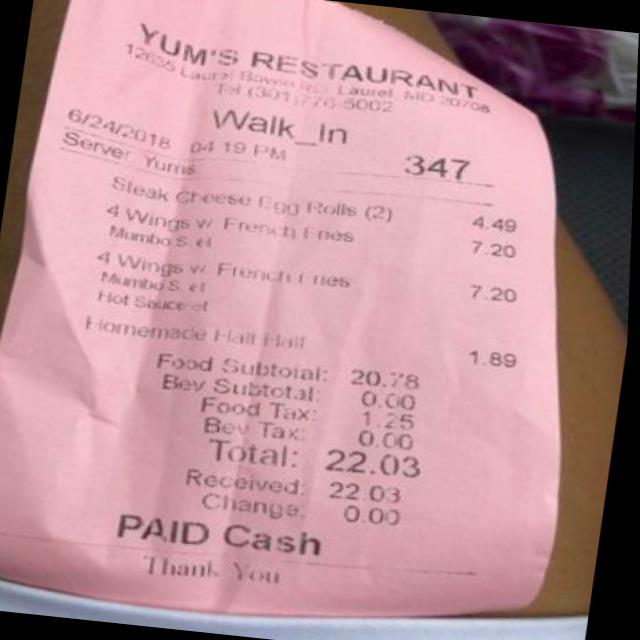 YUM'S RESTAURANT
12655 Laurel Bowie RD, Laurel, MD 20708
Tel (301)776-5002
Walk_In
6/24/2018 04 19 PM 347
Server Yums
Steak Cheese Egg Rolls (2) 4.49
4 Wings w/ French Fries 7.20
Mumbo S.
4 Wings w/ French Fries 7.20
Mumbo S.
Hot Sauce
Homemade Half Half 1.89
Food Subtotal: 20.78
Bev Subtotal: 0.00
Food Tax: 1.25
Bev Tax: 0.00
Total: 22.03
Received: 22.03
Change: 0.00
PAID Cash
Thank You